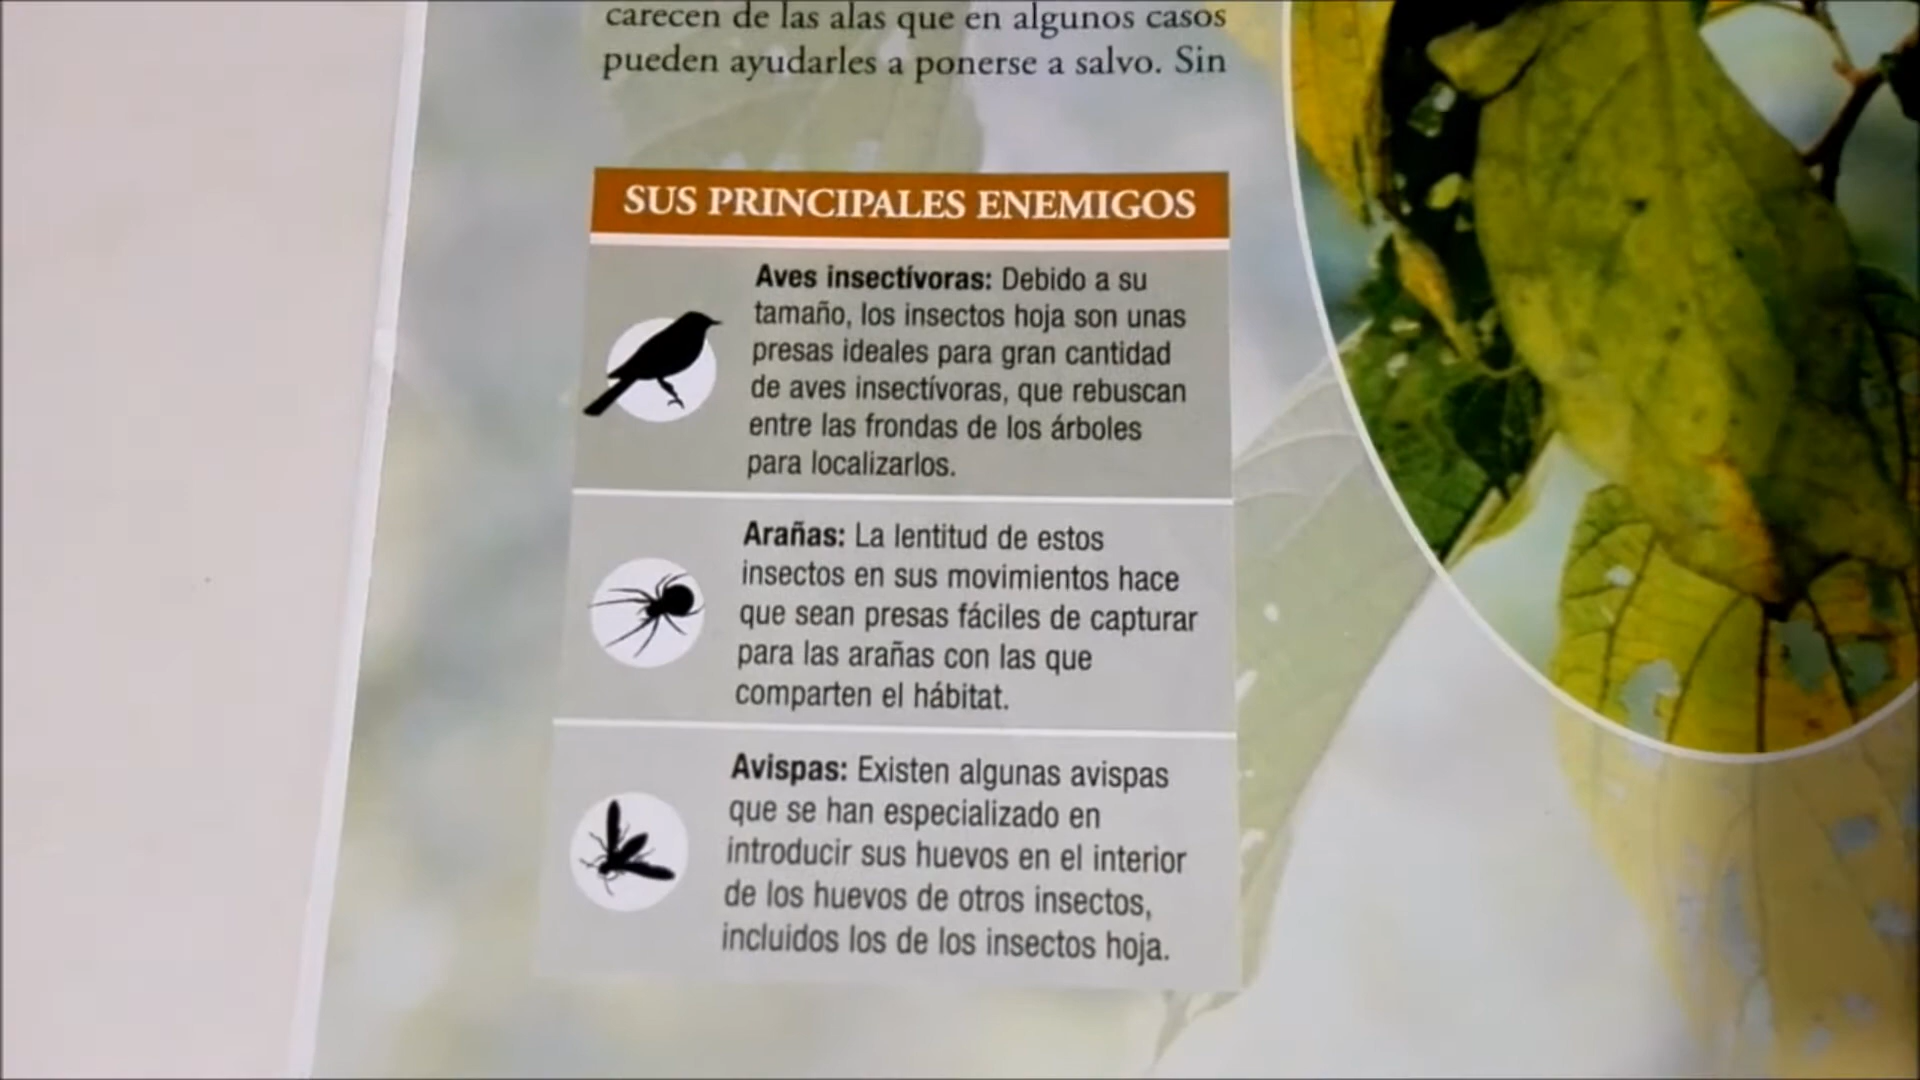 carecen de las alas que en algunos casos
pueden ayudarles a ponerse a salvo. Sin
SUS PRINCIPALES ENEMIGOS
Aves insectívoras: Debido a su
tamaño, los insectos hoja son unas
presas ideales para gran cantidad
de aves insectívoras, que rebuscan
entre las frondas de los árboles
para localizarlos.
Arañas: La lentitud de estos
insectos en sus movimientos hace
que sean presas fáciles de capturar
para las arañas con las que
comparten el hábitat.
Avispas: Existen algunas avispas
que se han especializado en
introducir sus huevos en el interior
de los huevos de otros insectos,
incluidos los de los insectos hoja.